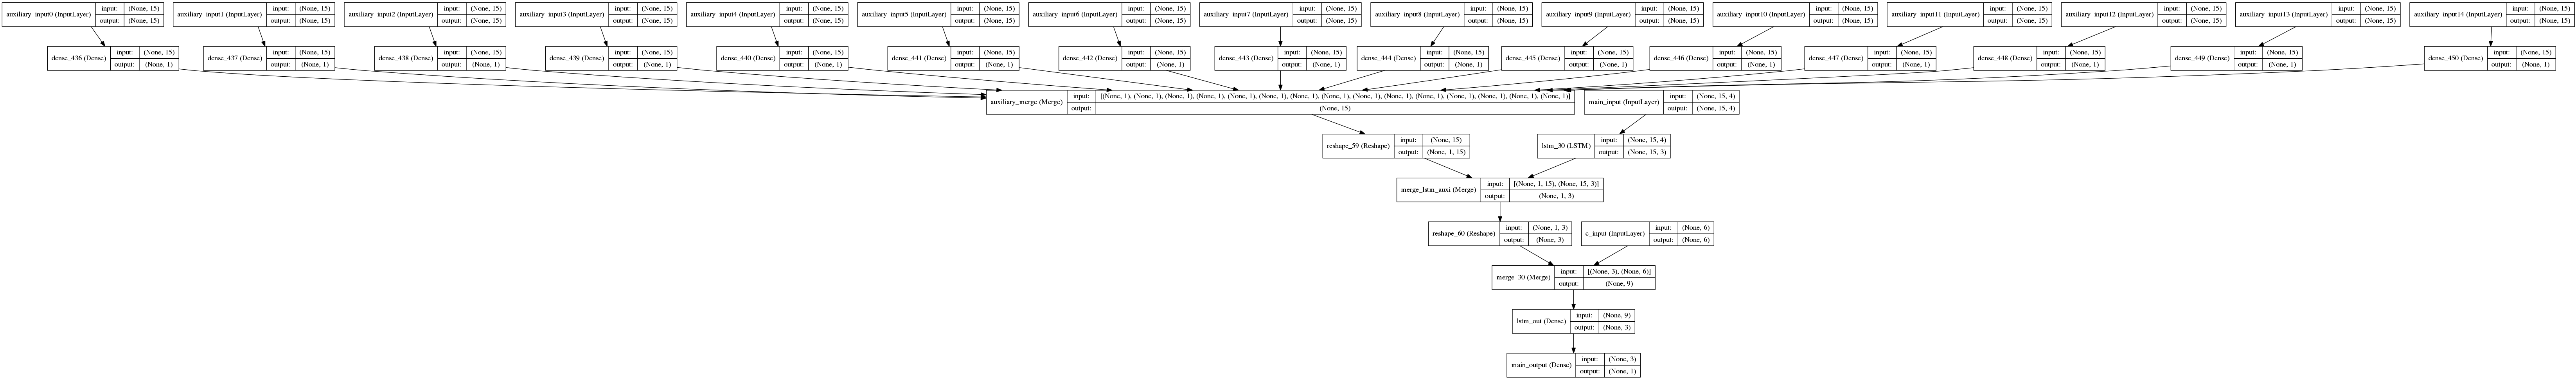 auxiliary_input0 (InputLayer) input: (None, 15) output: (None, 15)
auxiliary_input1 (InputLayer) input: (None, 15) output: (None, 15)
auxiliary_input2 (InputLayer) input: (None, 15) output: (None, 15)
auxiliary_input3 (InputLayer) input: (None, 15) output: (None, 15)
auxiliary_input4 (InputLayer) input: (None, 15) output: (None, 15)
auxiliary_input5 (InputLayer) input: (None, 15) output: (None, 15)
auxiliary_input6 (InputLayer) input: (None, 15) output: (None, 15)
auxiliary_input7 (InputLayer) input: (None, 15) output: (None, 15)
auxiliary_input8 (InputLayer) input: (None, 15) output: (None, 15)
auxiliary_input9 (InputLayer) input: (None, 15) output: (None, 15)
auxiliary_input10 (InputLayer) input: (None, 15) output: (None, 15)
auxiliary_input11 (InputLayer) input: (None, 15) output: (None, 15)
auxiliary_input12 (InputLayer) input: (None, 15) output: (None, 15)
auxiliary_input13 (InputLayer) input: (None, 15) output: (None, 15)
auxiliary_input14 (InputLayer) input: (None, 15) output: (None, 15)
dense_436 (Dense) input: (None, 15) output: (None, 1)
dense_437 (Dense) input: (None, 15) output: (None, 1)
dense_438 (Dense) input: (None, 15) output: (None, 1)
dense_439 (Dense) input: (None, 15) output: (None, 1)
dense_440 (Dense) input: (None, 15) output: (None, 1)
dense_441 (Dense) input: (None, 15) output: (None, 1)
dense_442 (Dense) input: (None, 15) output: (None, 1)
dense_443 (Dense) input: (None, 15) output: (None, 1)
dense_444 (Dense) input: (None, 15) output: (None, 1)
dense_445 (Dense) input: (None, 15) output: (None, 1)
dense_446 (Dense) input: (None, 15) output: (None, 1)
dense_447 (Dense) input: (None, 15) output: (None, 1)
dense_448 (Dense) input: (None, 15) output: (None, 1)
dense_449 (Dense) input: (None, 15) output: (None, 1)
dense_450 (Dense) input: (None, 15) output: (None, 1)
auxiliary_merge (Merge) input: [(None, 1), (None, 1), (None, 1), (None, 1), (None, 1), (None, 1), (None, 1), (None, 1), (None, 1), (None, 1), (None, 1), (None, 1), (None, 1), (None, 1), (None, 1)] output: (None, 15)
main_input (InputLayer) input: (None, 15, 4) output: (None, 15, 4)
reshape_59 (Reshape) input: (None, 15) output: (None, 1, 15)
lstm_30 (LSTM) input: (None, 15, 4) output: (None, 15, 3)
merge_lstm_auxi (Merge) input: [(None, 1, 15), (None, 15, 3)] output: (None, 1, 3)
reshape_60 (Reshape) input: (None, 1, 3) output: (None, 3)
c_input (InputLayer) input: (None, 6) output: (None, 6)
merge_30 (Merge) input: [(None, 3), (None, 6)] output: (None, 9)
lstm_out (Dense) input: (None, 9) output: (None, 3)
main_output (Dense) input: (None, 3) output: (None, 1)